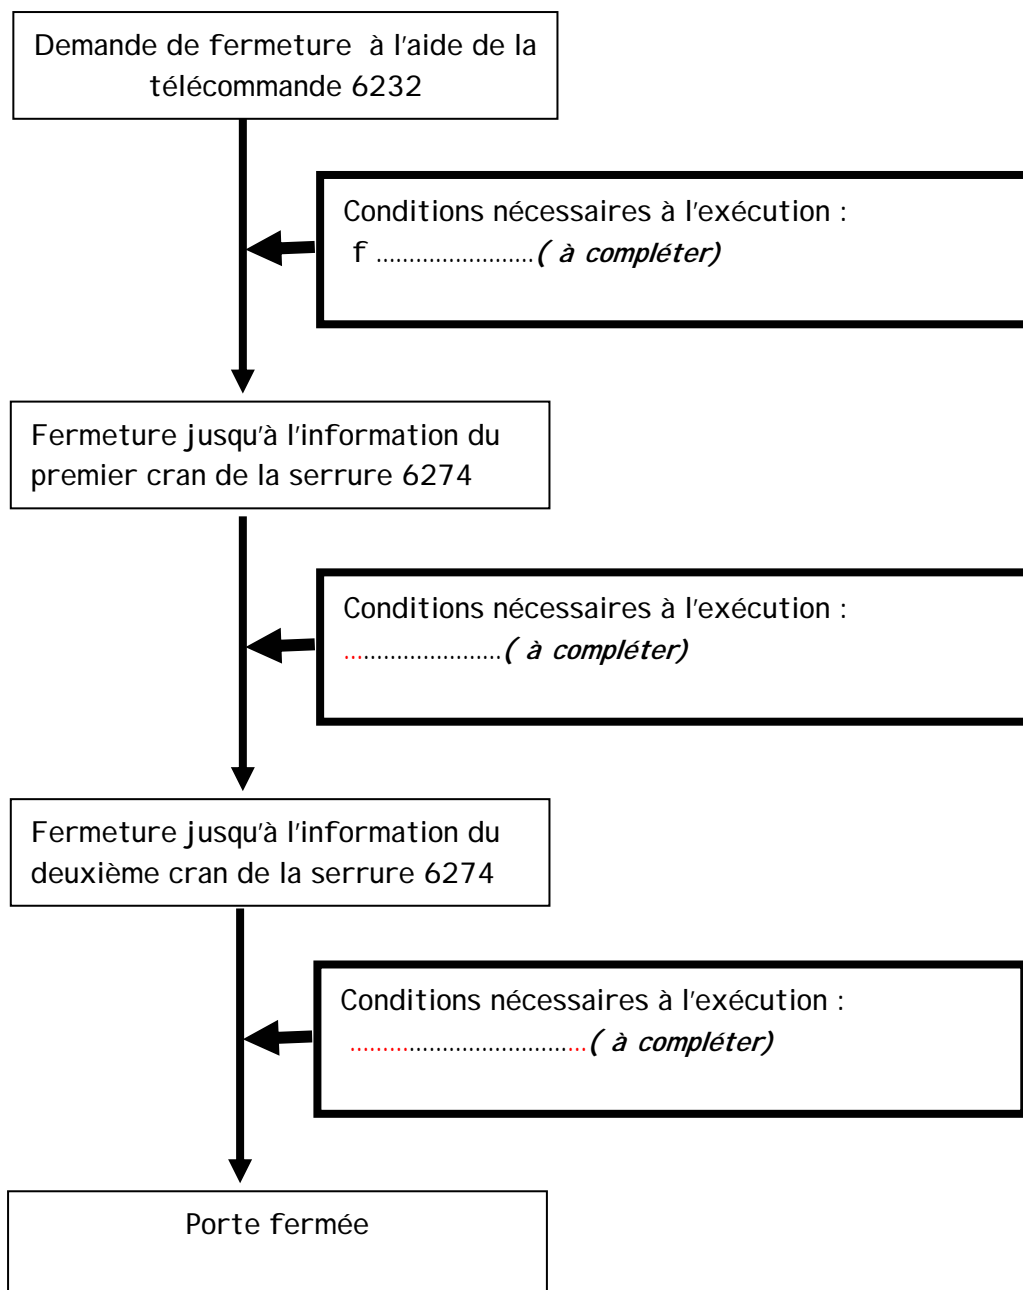 Demande de fermeture à l'aide de la
télécommande 6232
Conditions nécessaires à l'exécution :
f ........................( à compléter)
Fermeture jusqu'à l'information du
premier cran de la serrure 6274
Conditions nécessaires à l'exécution :
........................( à compléter)
Fermeture jusqu'à l'information du
deuxième cran de la serrure 6274
Conditions nécessaires à l'exécution :
....................................( à compléter)
Porte fermée